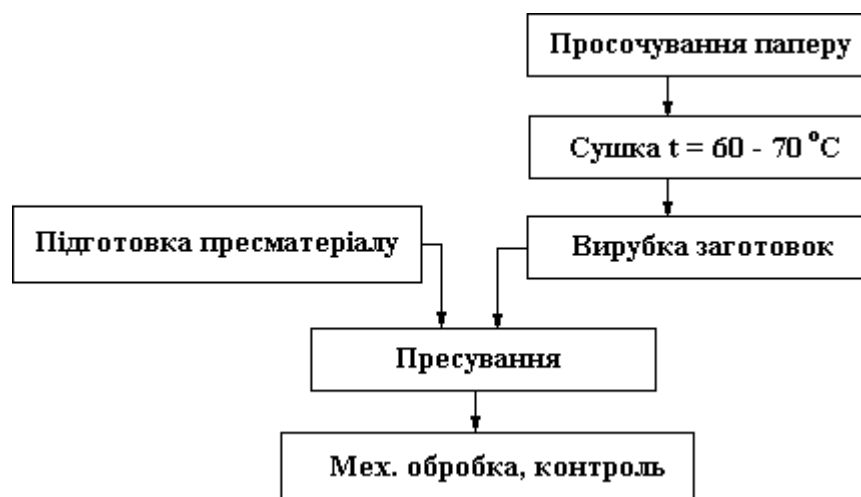 Просочування паперу
Сушка t = 60 - 70 °С
Підготовка пресматеріалу
Вирубка заготовок
Пресування
Мех. обробка, контроль